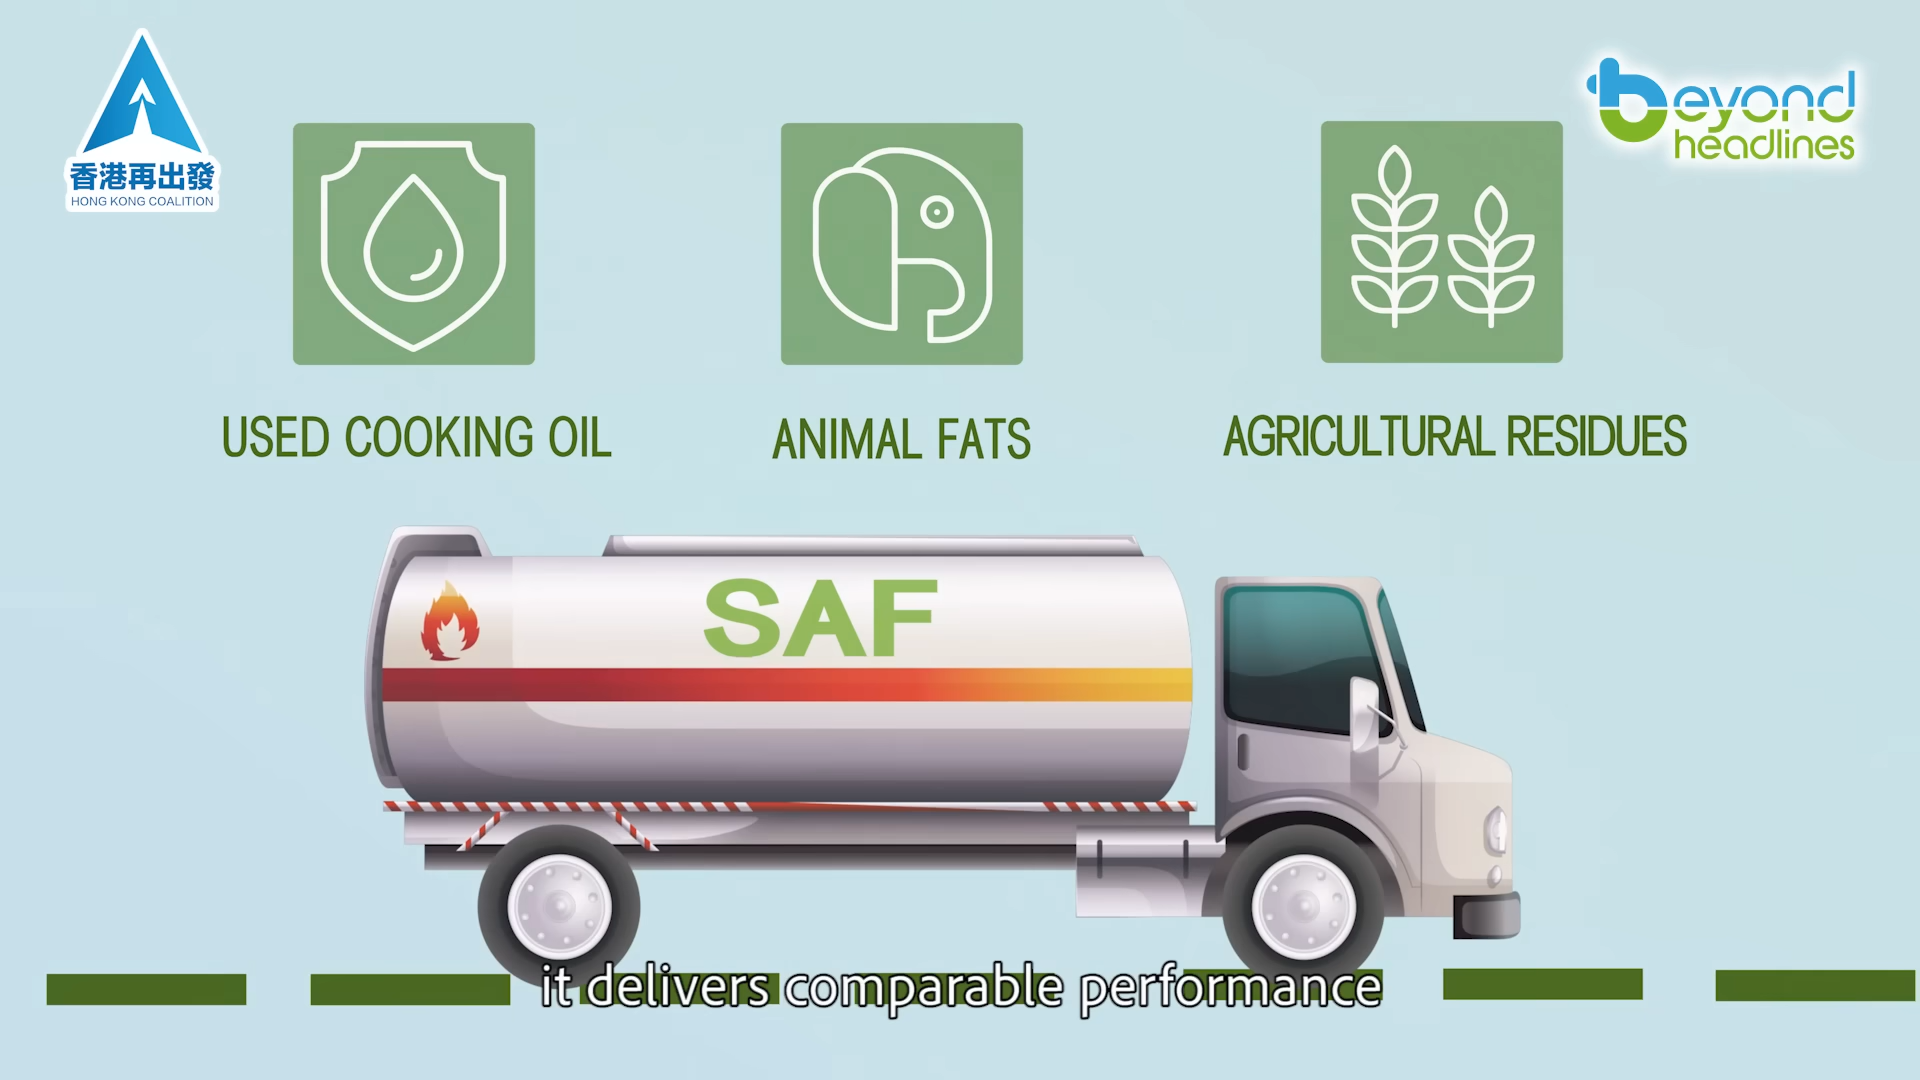 香港再出發
HONG KONG COALITION
beyond
headlines
USED COOKING OIL
ANIMAL FATS
AGRICULTURAL RESIDUES
SAF
it delivers comparable performance